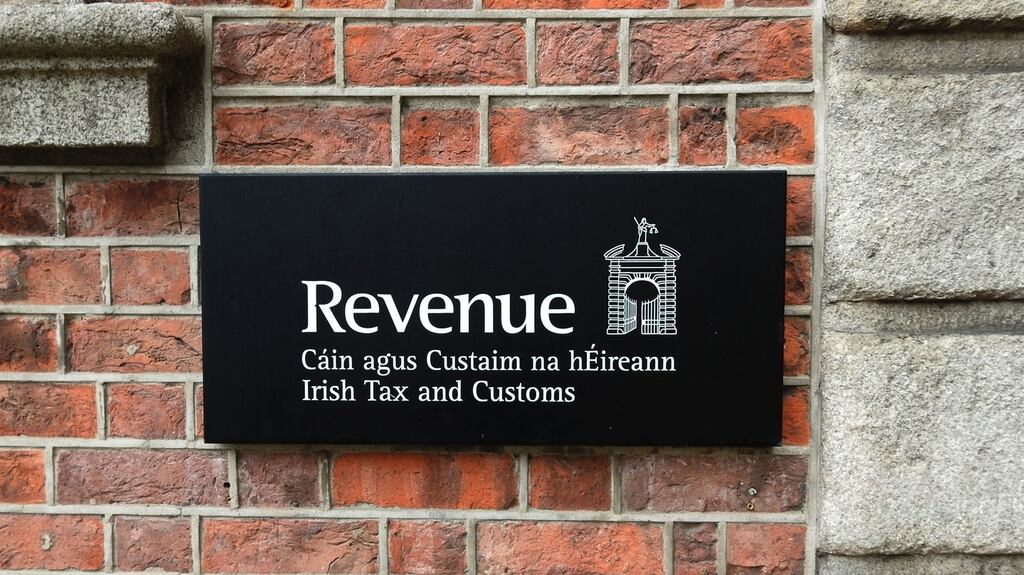 Revenue
Cáin agus Custaim na hÉireann
Irish Tax and Customs